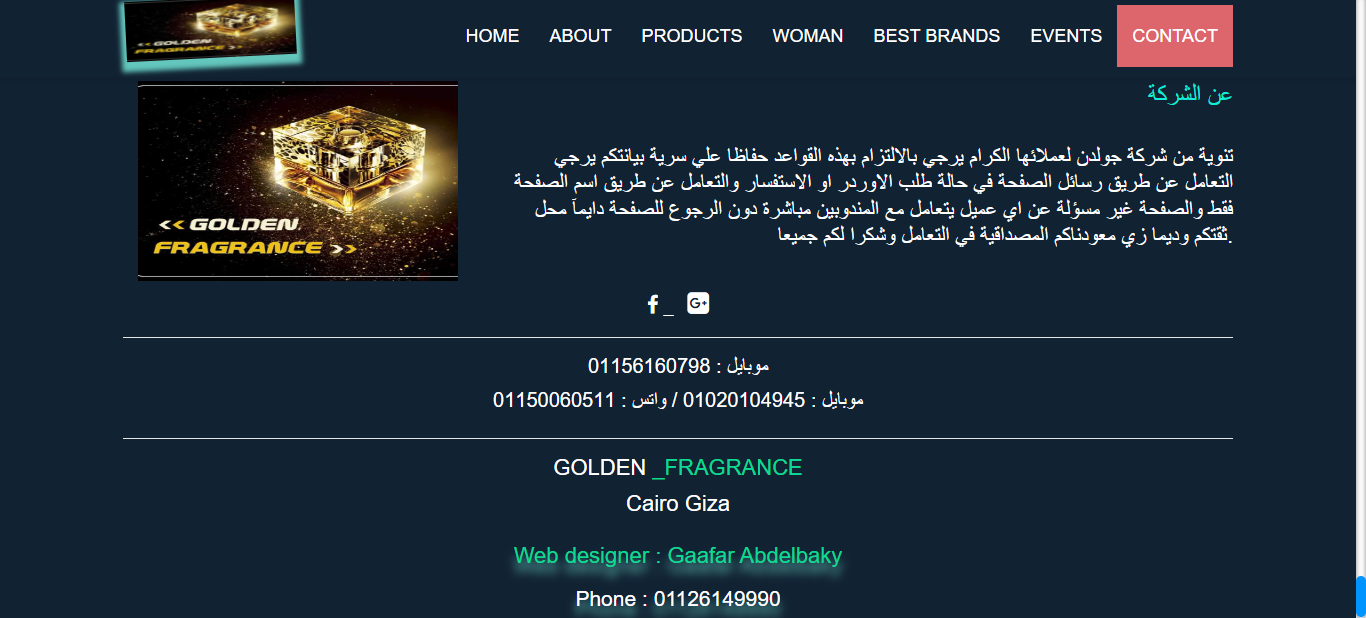 << GOLDEN
FRAGRANCE >>
HOME ABOUT PRODUCTS WOMAN BEST BRANDS EVENTS CONTACT
<< GOLDEN
FRAGRANCE >>
عن الشركة
تنوية من شركة جولدن لعملائها الكرام يرجي بالالتزام بهذه القواعد حفاظا علي سرية بيانتكم يرجي
التعامل عن طريق رسائل الصفحة في حالة طلب الاوردر او الاستفسار والتعامل عن طريق اسم الصفحة
فقط والصفحة غير مسؤلة عن اي عميل يتعامل مع المندوبين مباشرة دون الرجوع للصفحة دايمآ محل
.ثقتكم وديما زي معودناكم المصداقية في التعامل وشكرا لكم جميعا
f _ G+
موبايل : 01156160798
موبايل : 01020104945 / واتس : 01150060511
GOLDEN _FRAGRANCE
Cairo Giza
Web designer : Gaafar Abdelbaky
Phone : 01126149990